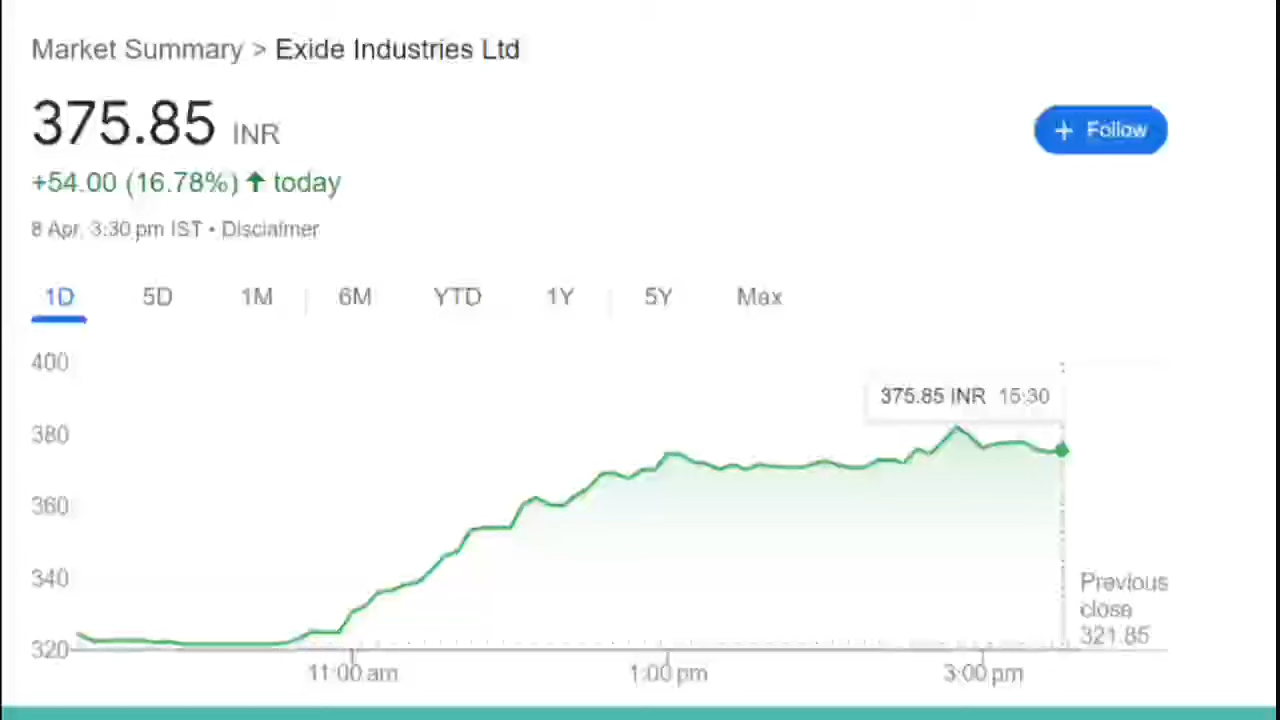 Market Summary > Exide Industries Ltd
375.85 INR
+ Follow
+54.00 (16.78%) ↑ today
8 Apr, 3:30 pm IST • Disclaimer
1D 5D 1M 6M YTD 1Y 5Y Max
400
375.85 INR 15:30
380
360
340
320
Previous
close
321.85
11:00 am 1:00 pm 3:00 pm